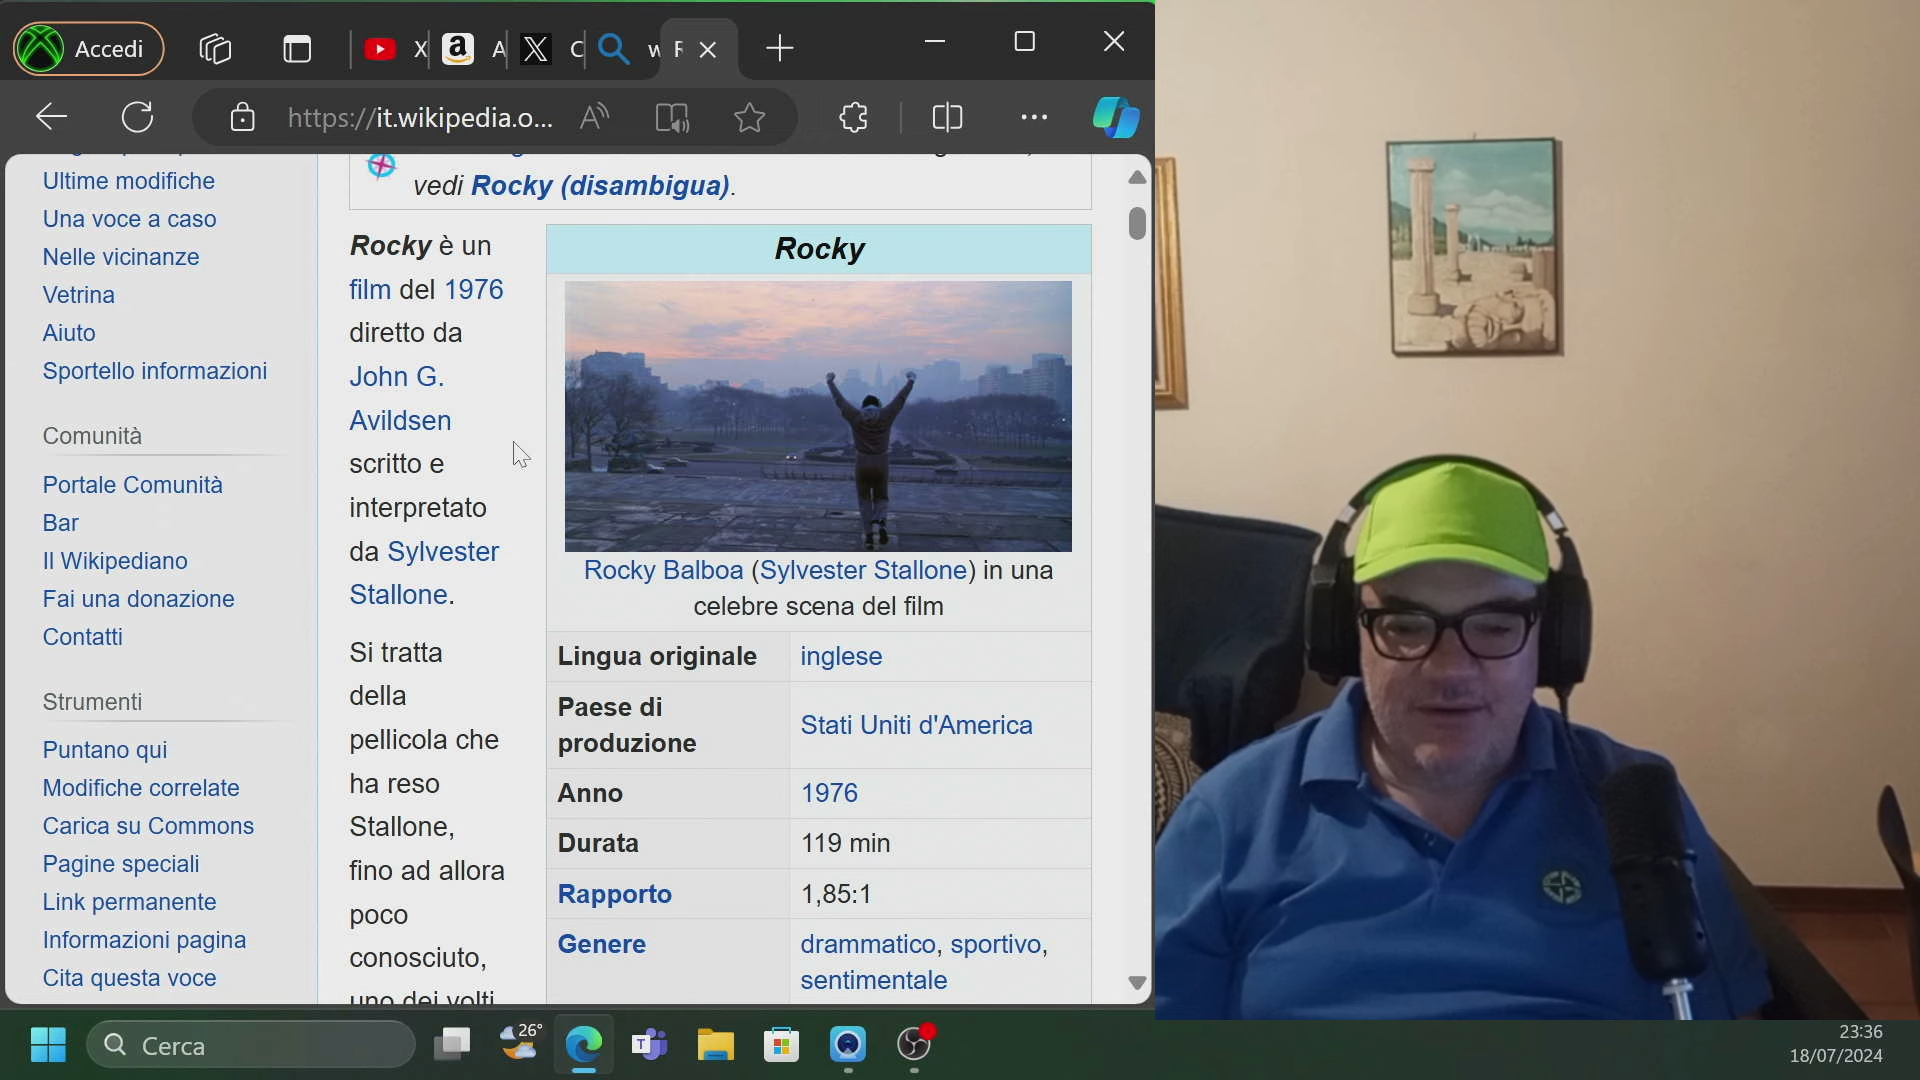 Accedi
X
A
C
w
F
https://it.wikipedia.o...
Ultime modifiche
Una voce a caso
Nelle vicinanze
Vetrina
Aiuto
Sportello informazioni
Comunità
Portale Comunità
Bar
Il Wikipediano
Fai una donazione
Contatti
Strumenti
Puntano qui
Modifiche correlate
Carica su Commons
Pagine speciali
Link permanente
Informazioni pagina
Cita questa voce
vedi Rocky (disambigua).
Rocky è un
film del 1976
diretto da
John G.
Avildsen
scritto e
interpretato
da Sylvester
Stallone.
Si tratta
della
pellicola che
ha reso
Stallone,
fino ad allora
poco
conosciuto,
uno dei volti
Rocky
Rocky Balboa (Sylvester Stallone) in una
celebre scena del film
Lingua originale inglese
Paese di
produzione
Stati Uniti d'America
Anno 1976
Durata 119 min
Rapporto 1,85:1
Genere drammatico, sportivo,
sentimentale
Cerca
26°
23:36
18/07/2024